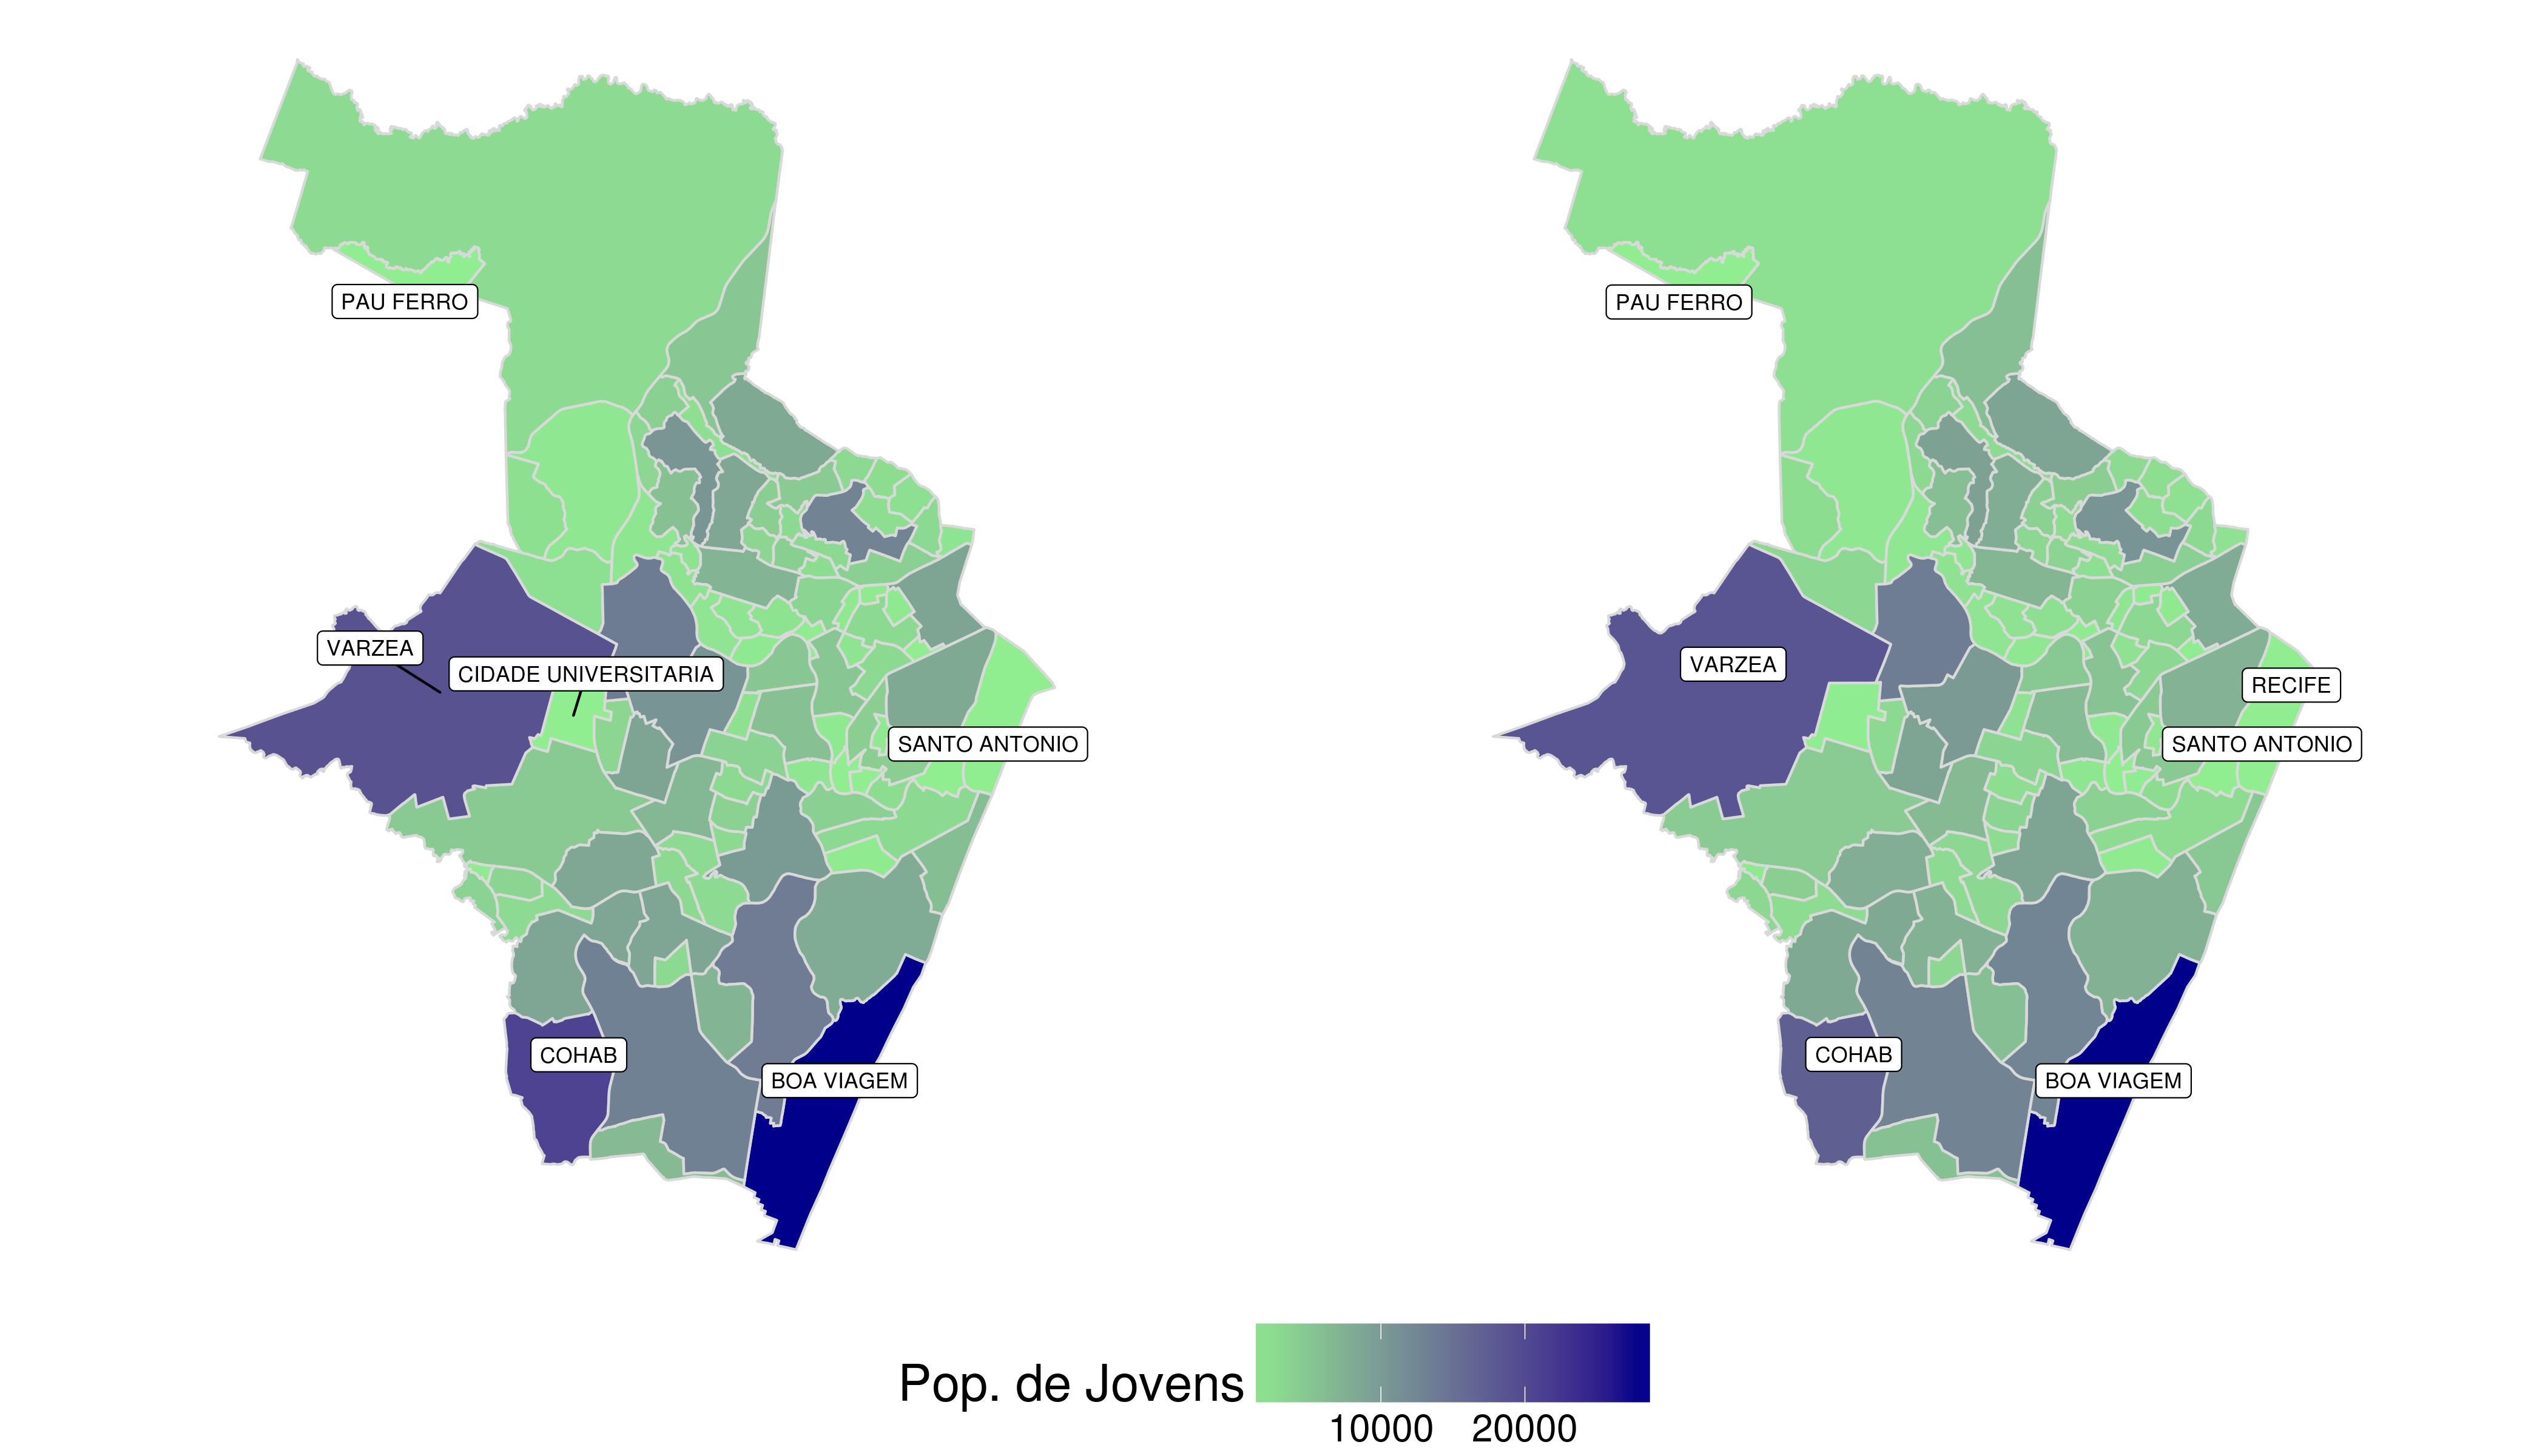 PAU FERRO
VARZEA
CIDADE UNIVERSITARIA
SANTO ANTONIO
COHAB
BOA VIAGEM
PAU FERRO
VARZEA
RECIFE
SANTO ANTONIO
COHAB
BOA VIAGEM
Pop. de Jovens
10000 20000